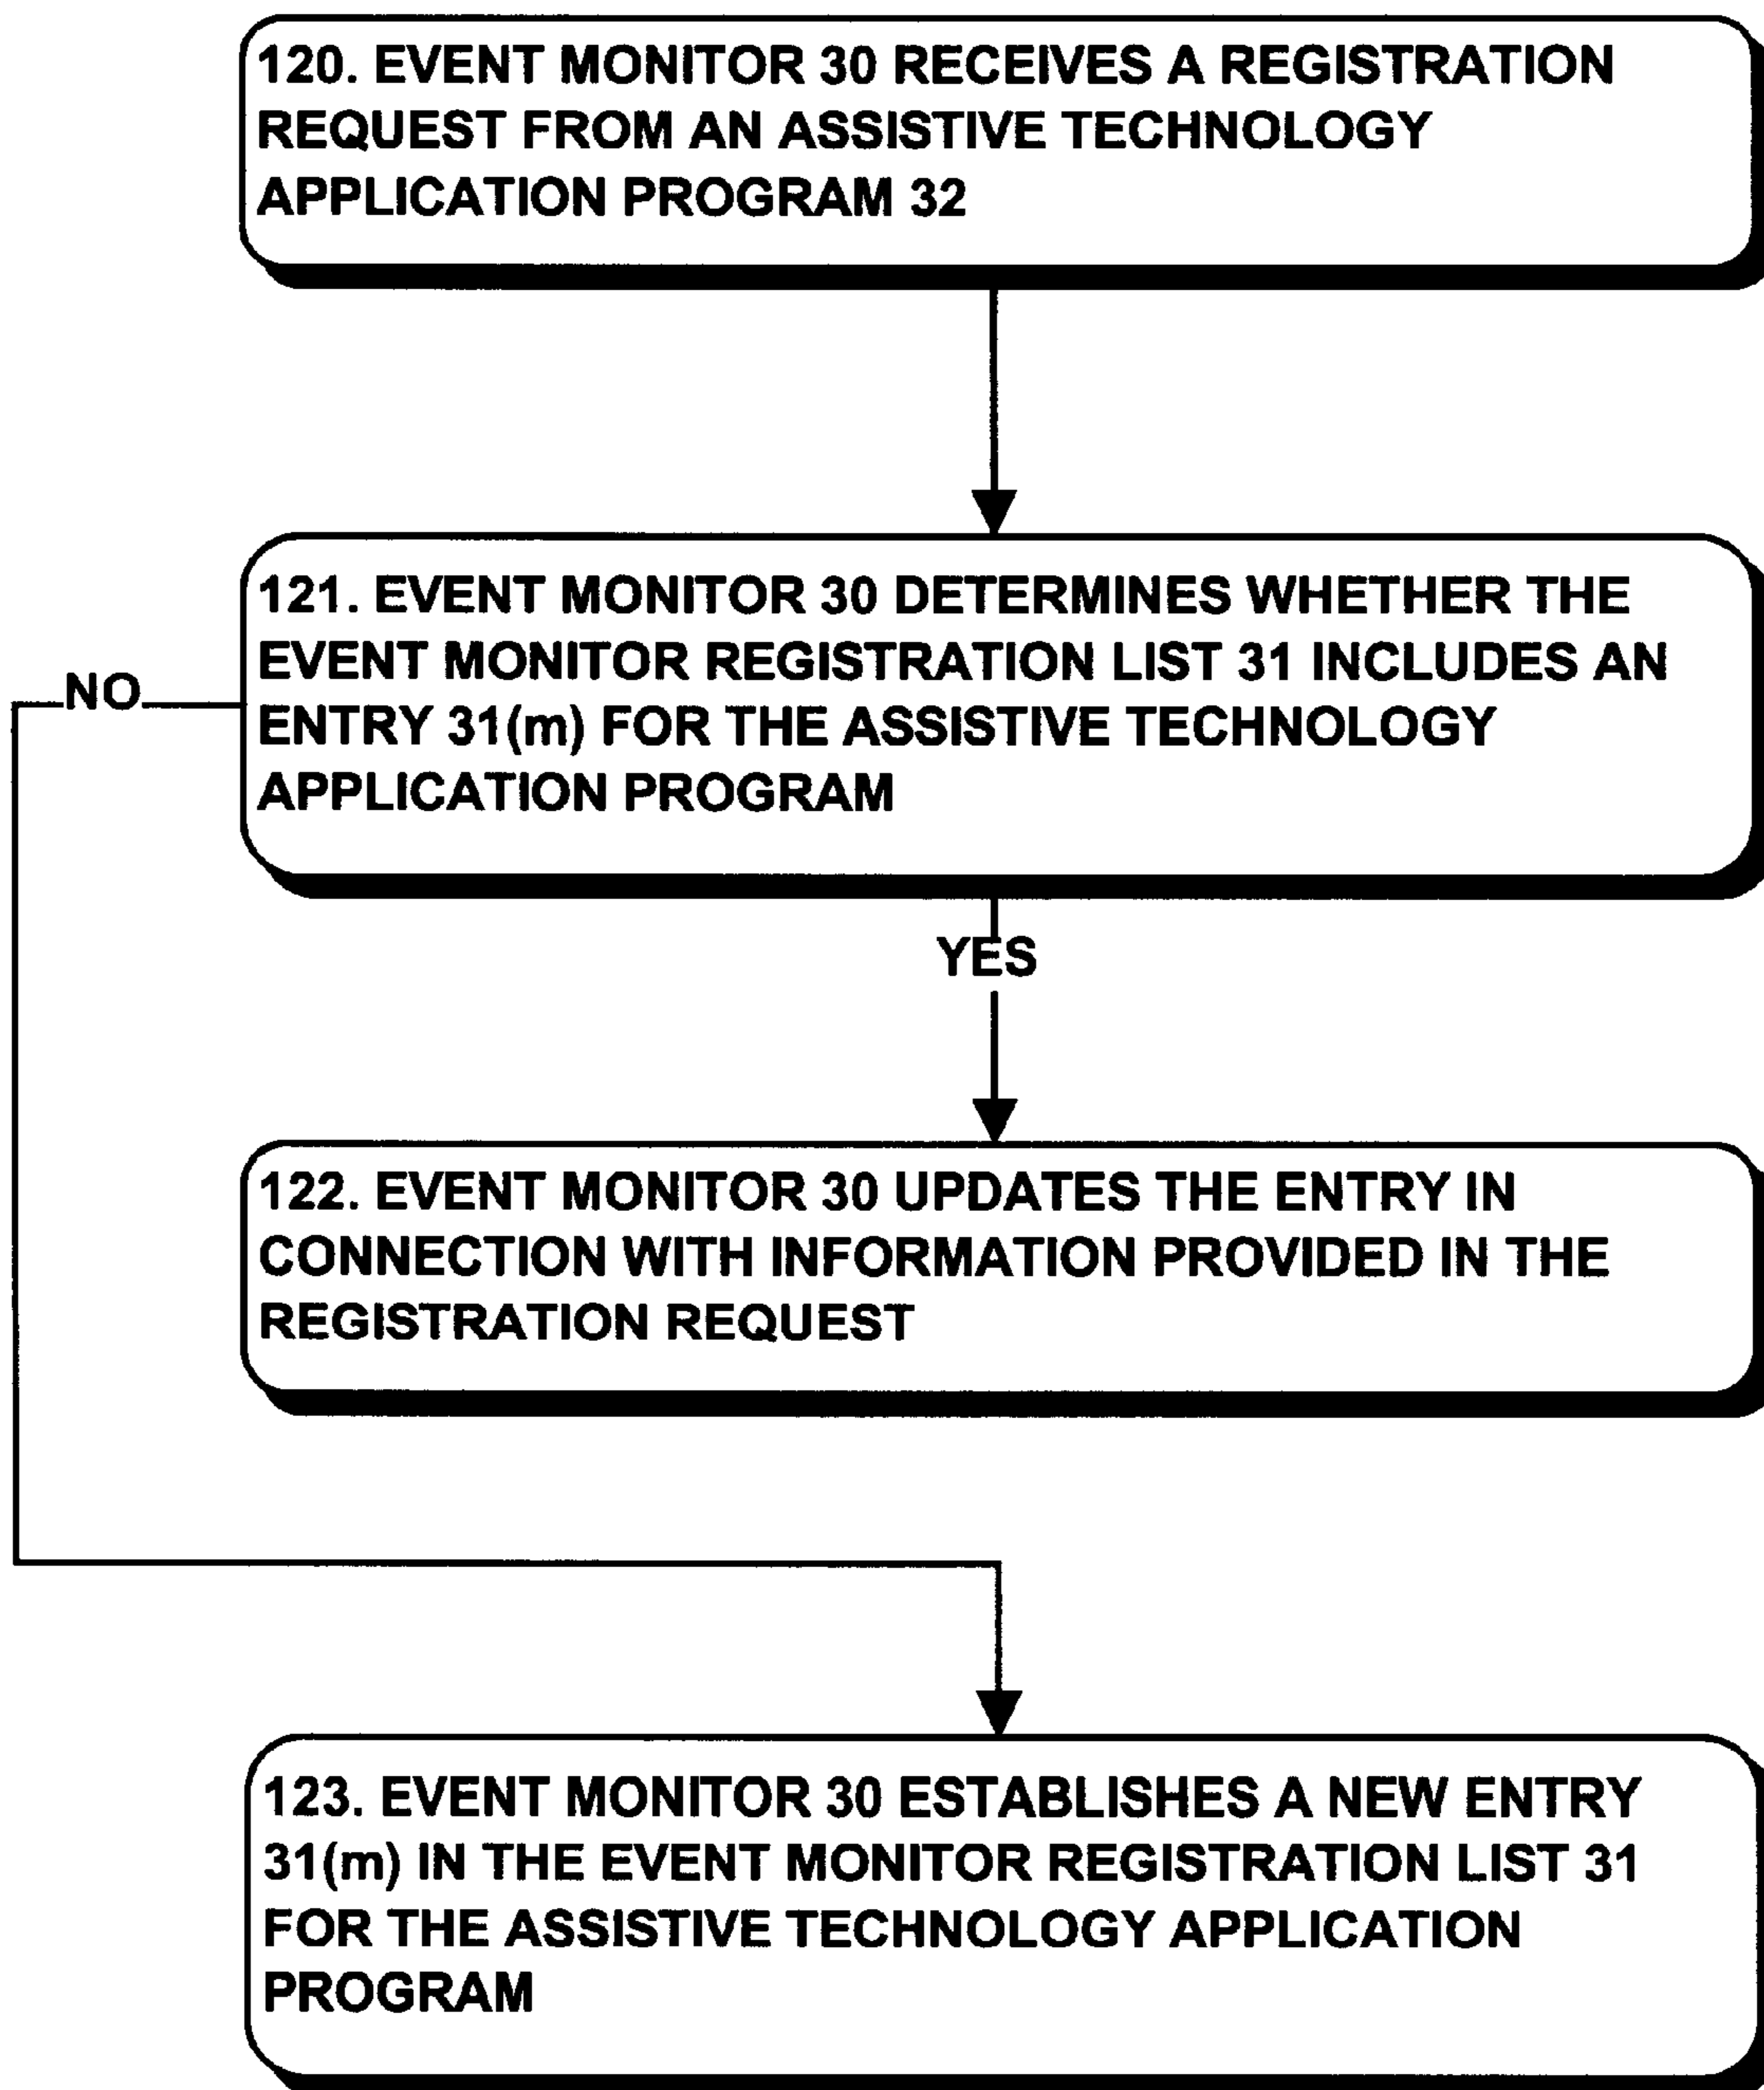 120. EVENT MONITOR 30 RECEIVES A REGISTRATION
REQUEST FROM AN ASSISTIVE TECHNOLOGY
APPLICATION PROGRAM 32
121. EVENT MONITOR 30 DETERMINES WHETHER THE
EVENT MONITOR REGISTRATION LIST 31 INCLUDES AN
ENTRY 31(m) FOR THE ASSISTIVE TECHNOLOGY
APPLICATION PROGRAM
NO
YES
122. EVENT MONITOR 30 UPDATES THE ENTRY IN
CONNECTION WITH INFORMATION PROVIDED IN THE
REGISTRATION REQUEST
123. EVENT MONITOR 30 ESTABLISHES A NEW ENTRY
31(m) IN THE EVENT MONITOR REGISTRATION LIST 31
FOR THE ASSISTIVE TECHNOLOGY APPLICATION
PROGRAM